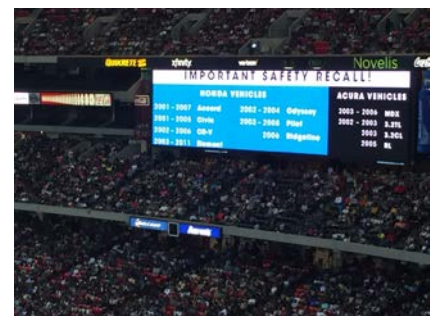 QUIKRETE
xfinity
verizon
Novelis
IMPORTANT SAFETY RECALL!
HONDA VEHICLES
2001 - 2007 Accord
2001 - 2005 Civic
2002 - 2006 CR-V
2003 - 2011 Element
2002 - 2004 Odyssey
2003 - 2008 Pilot
2006 Ridgeline
ACURA VEHICLES
2003 - 2006 MDX
2002 - 2003 3.2TL
2003 3.2CL
2005 RL